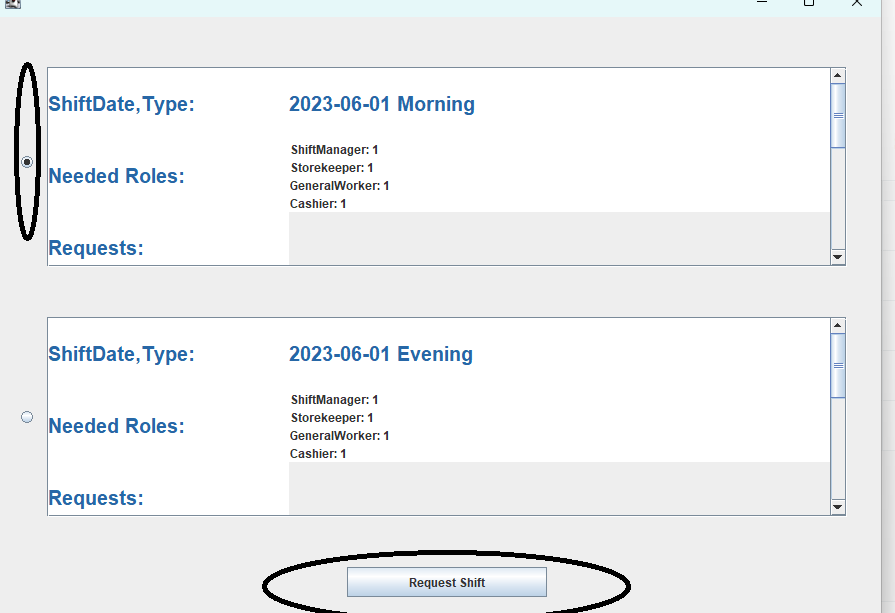 ShiftDate,Type: 2023-06-01 Morning
ShiftManager: 1
Storekeeper: 1
Needed Roles:
GeneralWorker: 1
Cashier: 1
Requests:
ShiftDate,Type: 2023-06-01 Evening
ShiftManager: 1
Storekeeper: 1
Needed Roles:
GeneralWorker: 1
Cashier: 1
Requests:
Request Shift